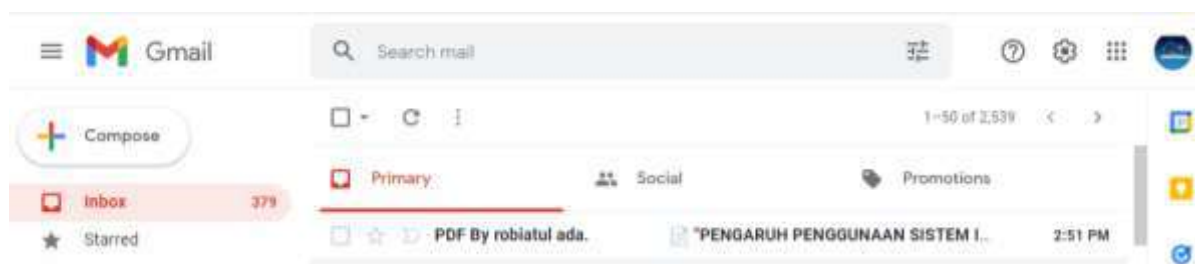 Gmail
Search mail
Compose
1–50 of 2,539
Primary
Social
Promotions
Inbox 379
Starred
PDF By robiatul ada. "PENGARUH PENGGUNAAN SISTEM I.. 2:51 PM